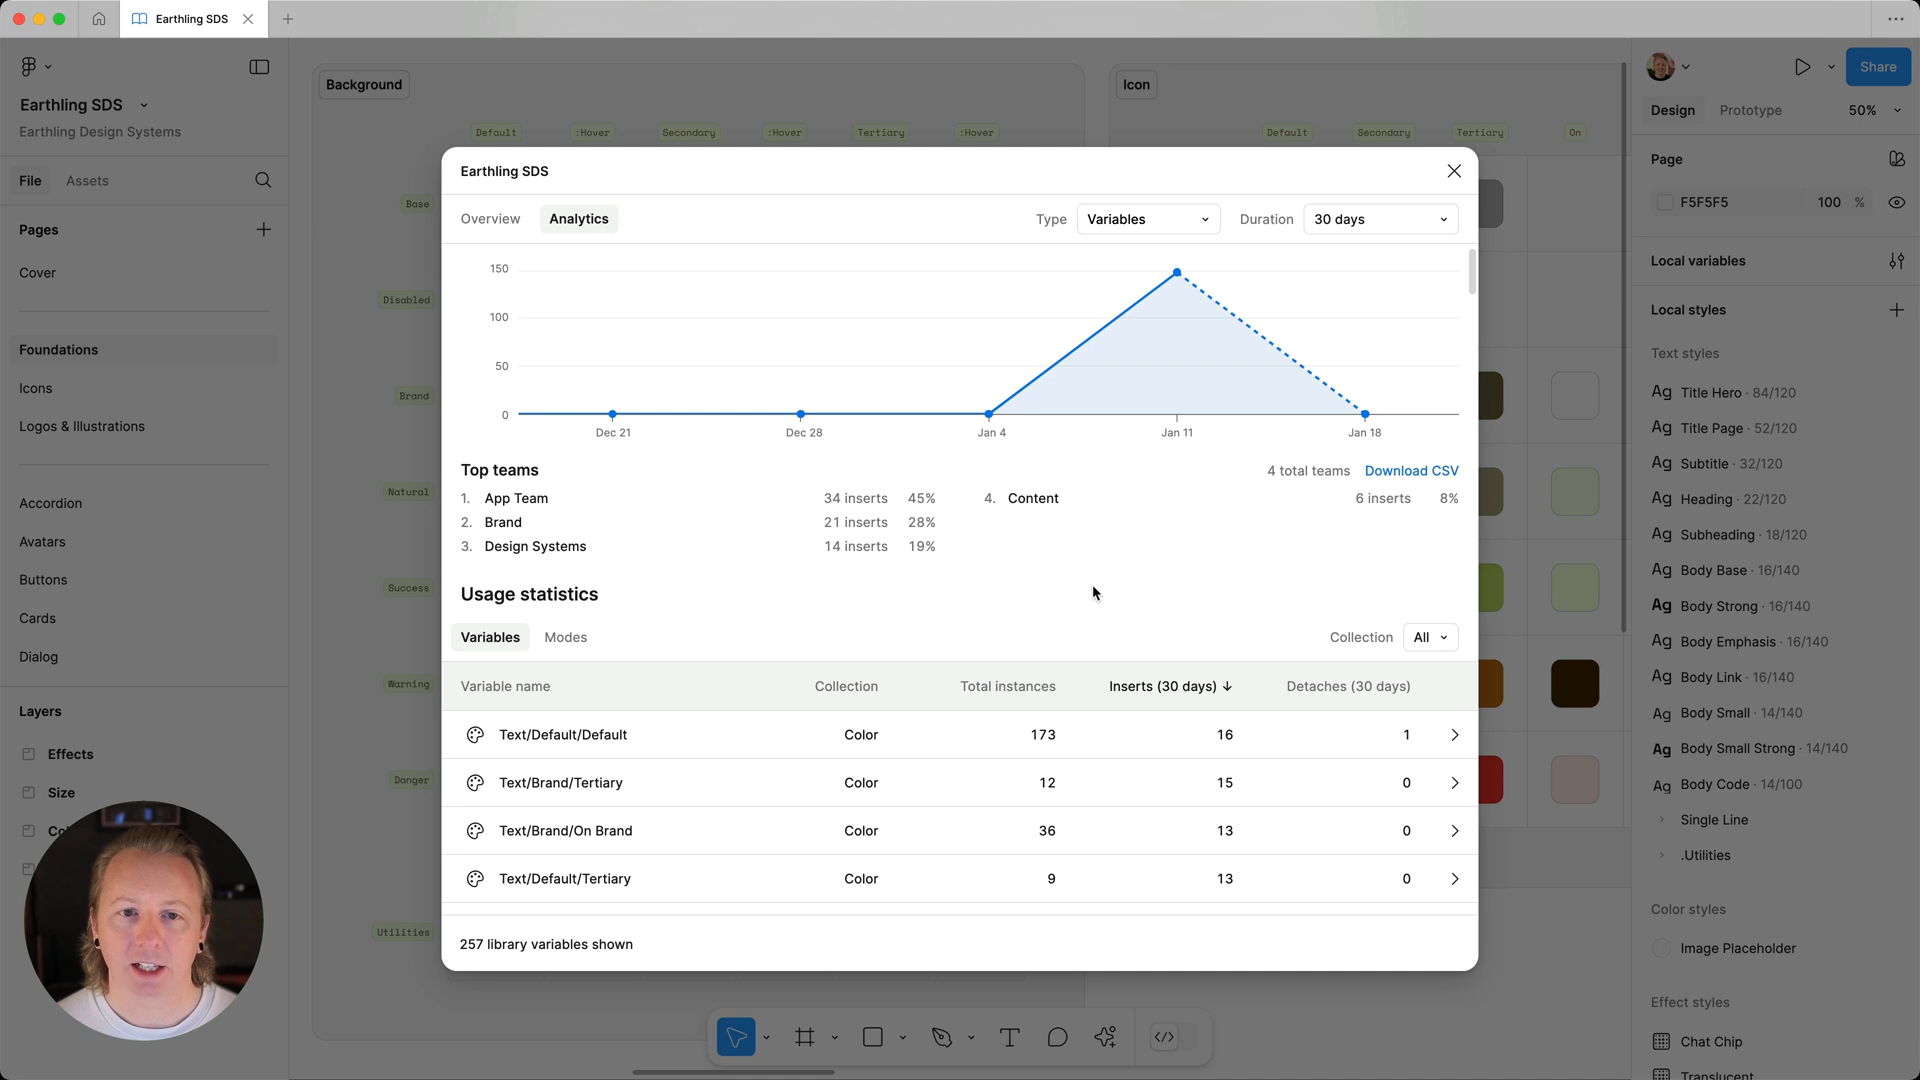 Earthling SDS
Earthling SDS
Earthling Design Systems
File
Assets
Pages
Cover
Foundations
Icons
Logos & Illustrations
Accordion
Avatars
Buttons
Cards
Dialog
Layers
Effects
Size
Background
Default
:Hover
Secondary
:Hover
Tertiary
:Hover
Icon
Default
Secondary
Tertiary
On
Base
Disabled
Brand
Natural
Success
Warning
Danger
Utilities
Earthling SDS
Overview
Analytics
Type
Variables
Duration
30 days
150
100
50
0
Dec 21
Dec 28
Jan 4
Jan 11
Jan 18
Top teams
4 total teams
Download CSV
1. App Team 34 inserts 45%
2. Brand 21 inserts 28%
3. Design Systems 14 inserts 19%
4. Content 6 inserts 8%
Usage statistics
Variables
Modes
Collection
All
Variable name Collection Total instances Inserts (30 days) ↓ Detaches (30 days)
Text/Default/Default Color 173 16 1
Text/Brand/Tertiary Color 12 15 0
Text/Brand/On Brand Color 36 13 0
Text/Default/Tertiary Color 9 13 0
257 library variables shown
Share
Design
Prototype
50%
Page
F5F5F5 100 %
Local variables
Local styles
Text styles
Ag Title Hero · 84/120
Ag Title Page · 52/120
Ag Subtitle · 32/120
Ag Heading · 22/120
Ag Subheading · 18/120
Ag Body Base · 16/140
Ag Body Strong · 16/140
Ag Body Emphasis · 16/140
Ag Body Link · 16/140
Ag Body Small · 14/140
Ag Body Small Strong · 14/140
Ag Body Code · 14/100
Single Line
.Utilities
Color styles
Image Placeholder
Effect styles
Chat Chip
Translucent